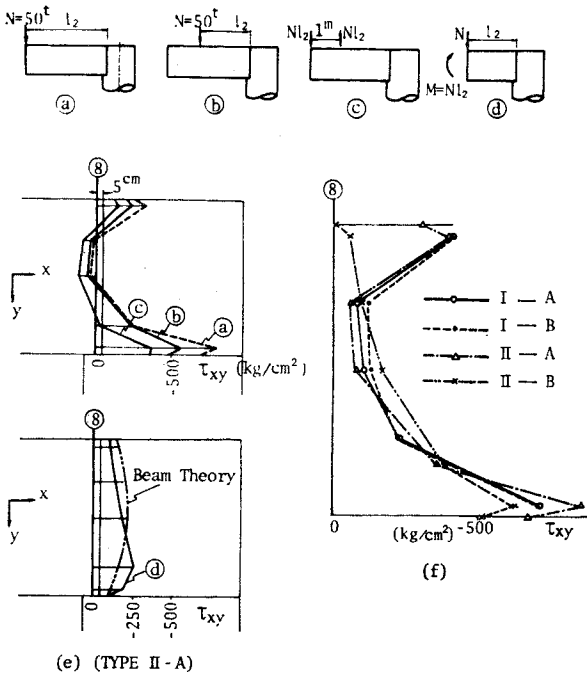 N=50t l2
N=50t l2
Nl2 1m Nl2
N l2
M=Nl2
ⓐ ⓑ ⓒ ⓓ
⑧
5cm
x
y
ⓒ ⓑ ⓐ
0 -500 τxy (kg/cm²)
⑧
x
y
Beam Theory
ⓓ
0 -250 -500 τxy
(e) (TYPE II-A)
⑧
I — A
I — B
II — A
II — B
0 (kg/cm²) -500 τxy
(f)